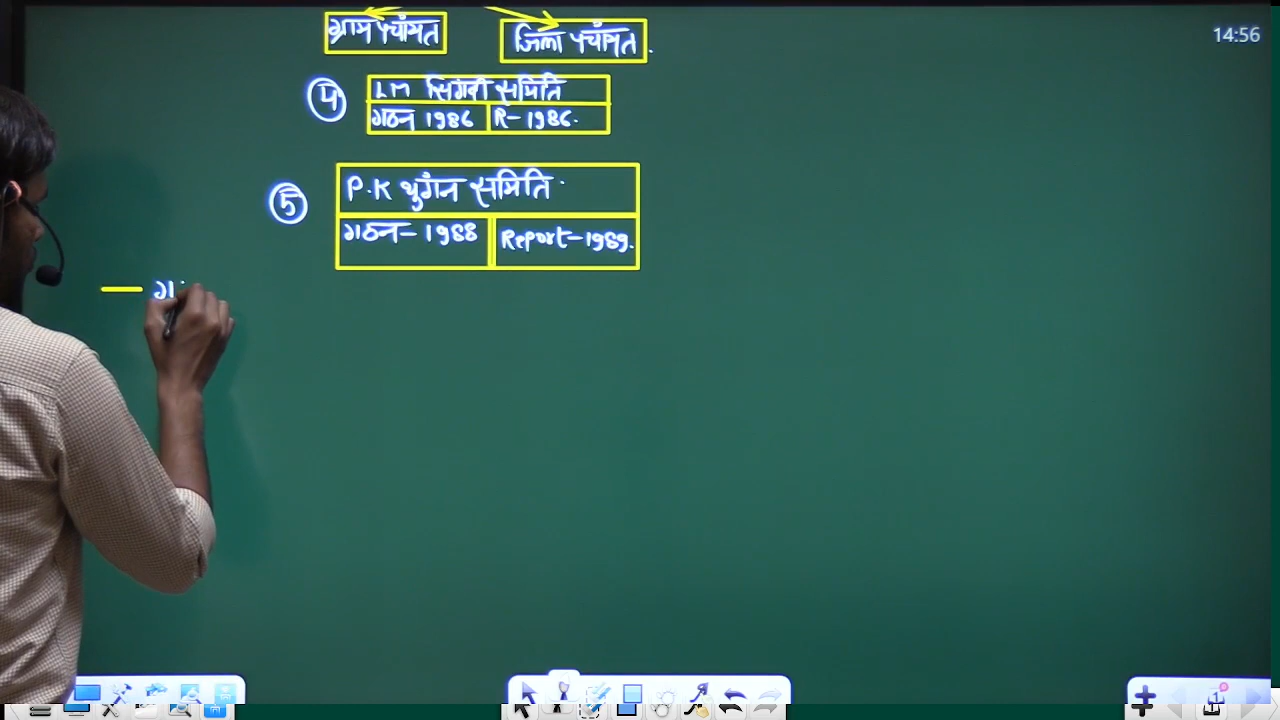 ग्राम पंचायत
जिला पंचायत.
14:56
4
LM सिंघवी समिति
गठन 1986
R-1986.
5
P.K थुंगन समिति
गठन-1988
Report-1989.
— ग